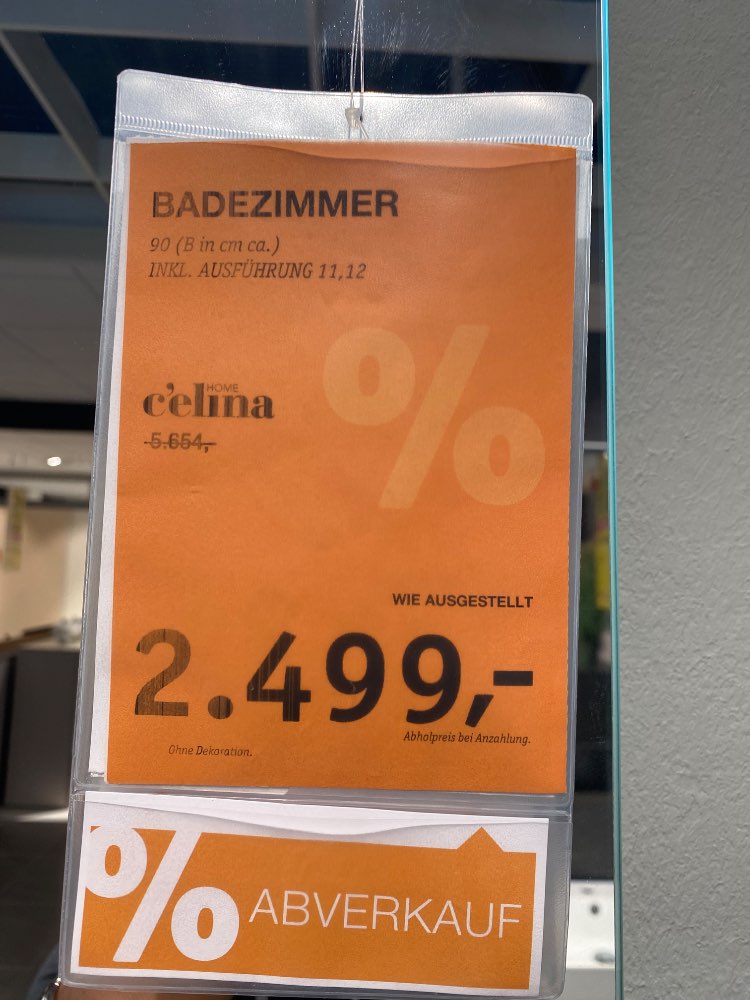 BADEZIMMER
90 (B in cm ca.)
INKL. AUSFÜHRUNG 11,12
%
HOME
c'elina
5.654,-
WIE AUSGESTELLT
2.499,-
Abholpreis bei Anzahlung.
Ohne Dekoration.
% ABVERKAUF